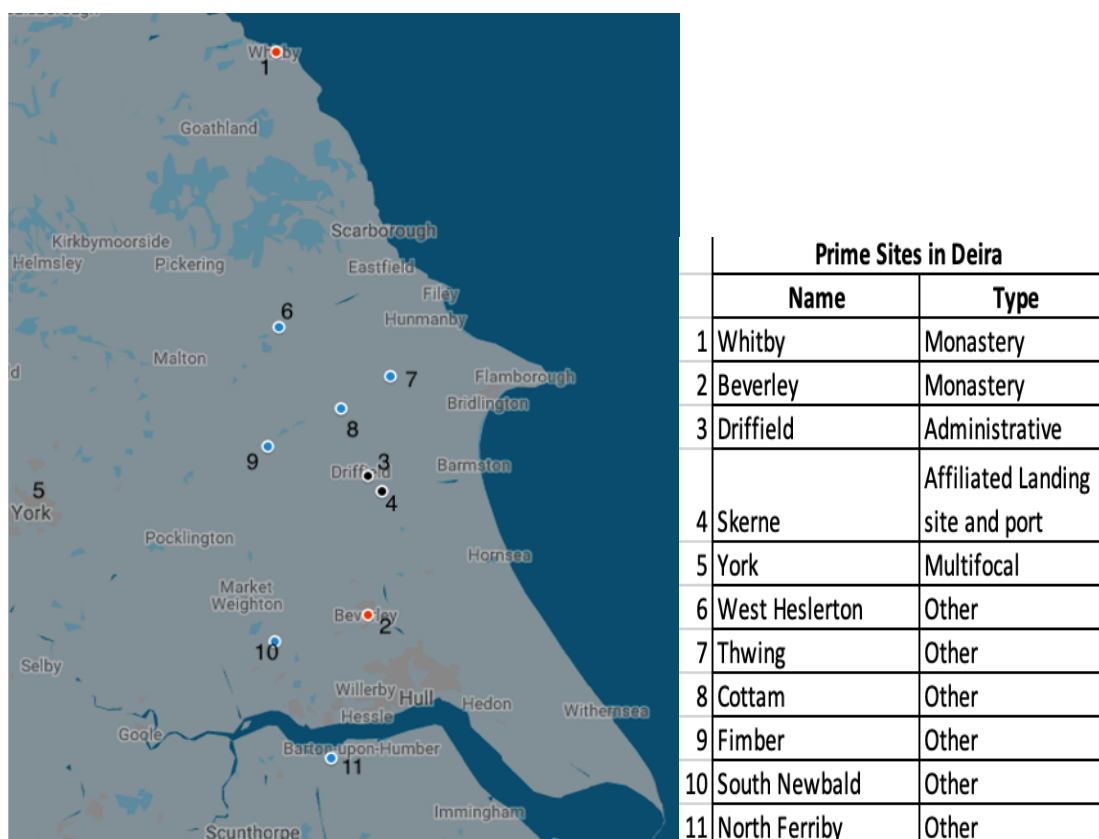 Whitby
1
Goathland
Scarborough
Kirkbymoorside
Helmsley
Pickering
Eastfield
Filey
6
Hunmanby
Malton
7
Flamborough
Bridlington
8
9
3
Driffield
Barmston
5
4
York
Pocklington
Hornsea
Market
Weighton
Beverley
2
10
Selby
Willerby
Hull
Hedon
Withernsea
Hessle
Goole
Barton-upon-Humber
11
Immingham
Scunthorpe
Prime Sites in Deira
Name Type
1 Whitby Monastery
2 Beverley Monastery
3 Driffield Administrative
Affiliated Landing
4 Skerne site and port
5 York Multifocal
6 West Heslerton Other
7 Thwing Other
8 Cottam Other
9 Fimber Other
10 South Newbald Other
11 North Ferriby Other